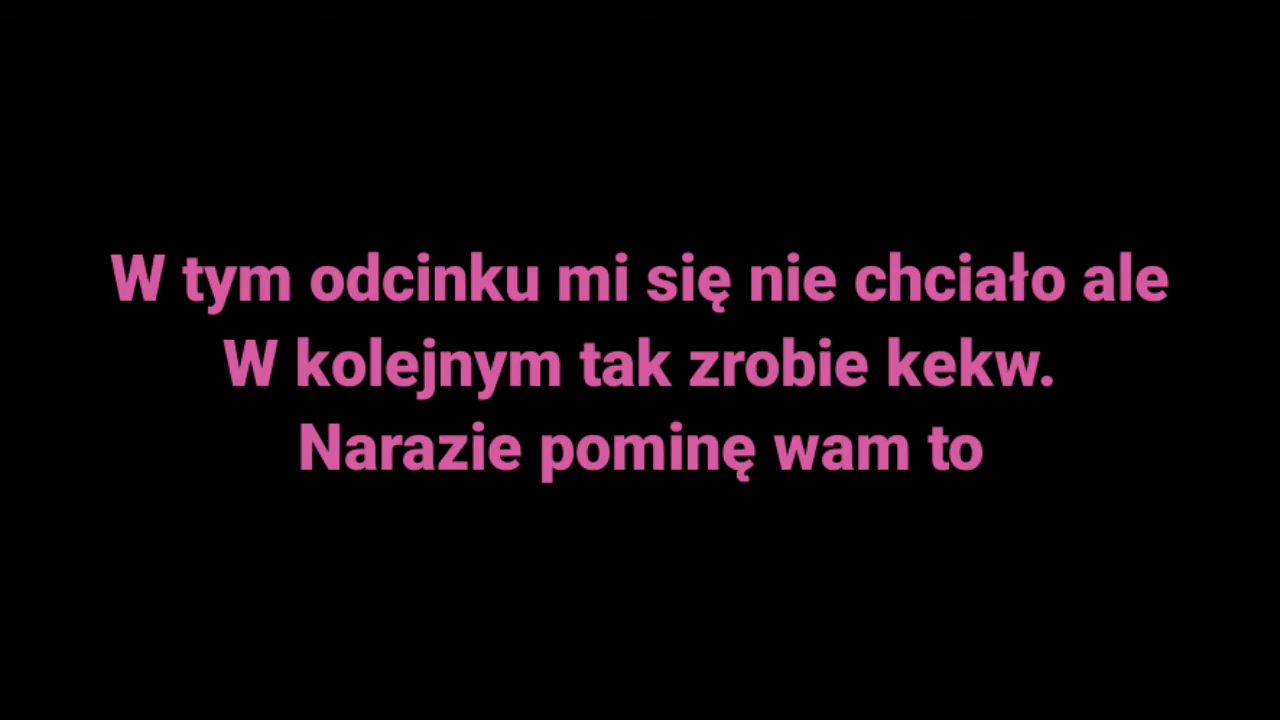 W tym odcinku mi się nie chciało ale
W kolejnym tak zrobie kekw.
Narazie pominę wam to